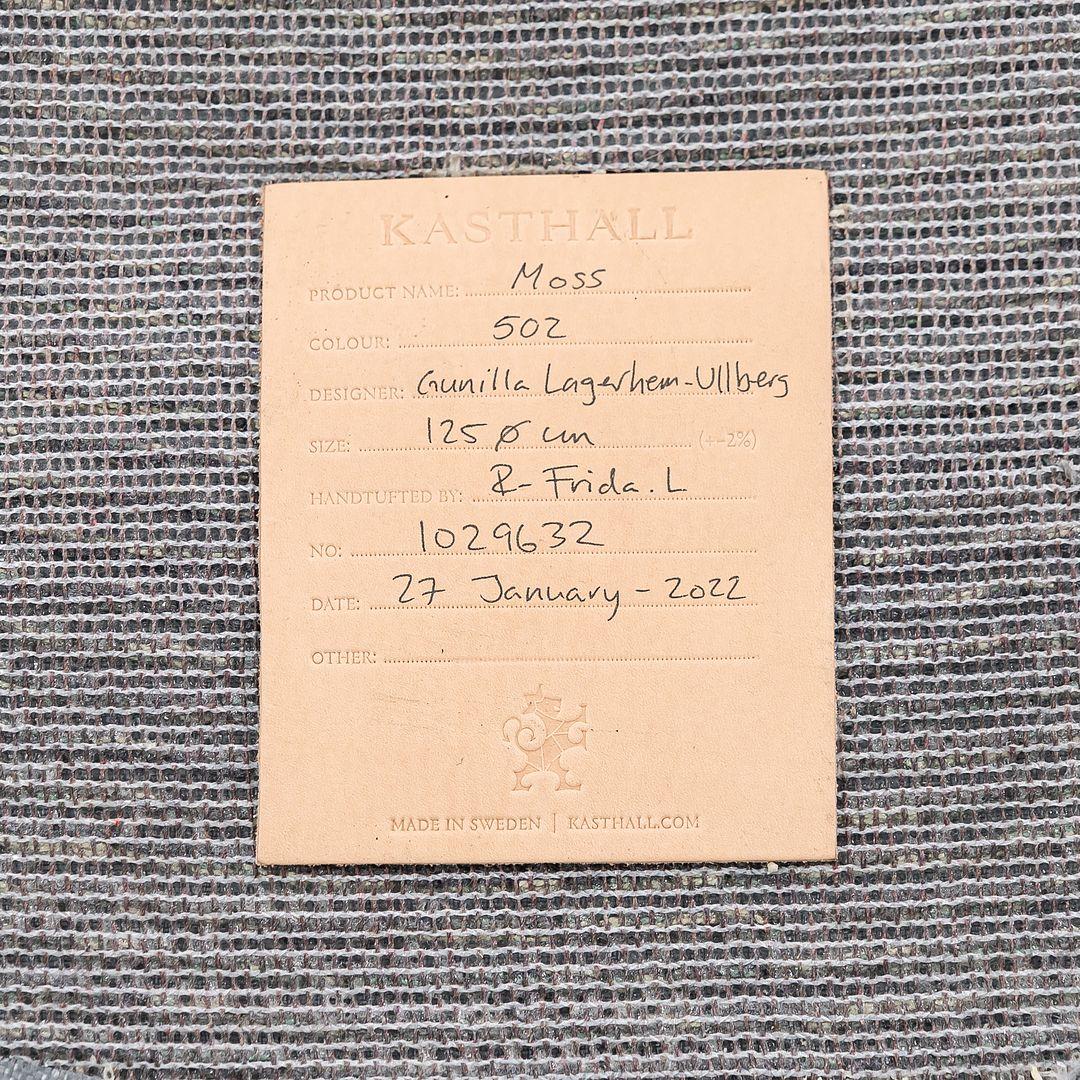 KASTHALL
PRODUCT NAME: Moss
COLOUR: 502
DESIGNER: Gunilla Lagerhem-Ullberg
SIZE: 125 ø cm (+-2%)
HANDTUFTED BY: R-Frida.L
NO: 1029632
DATE: 27 January - 2022
OTHER:
MADE IN SWEDEN | KASTHALL.COM